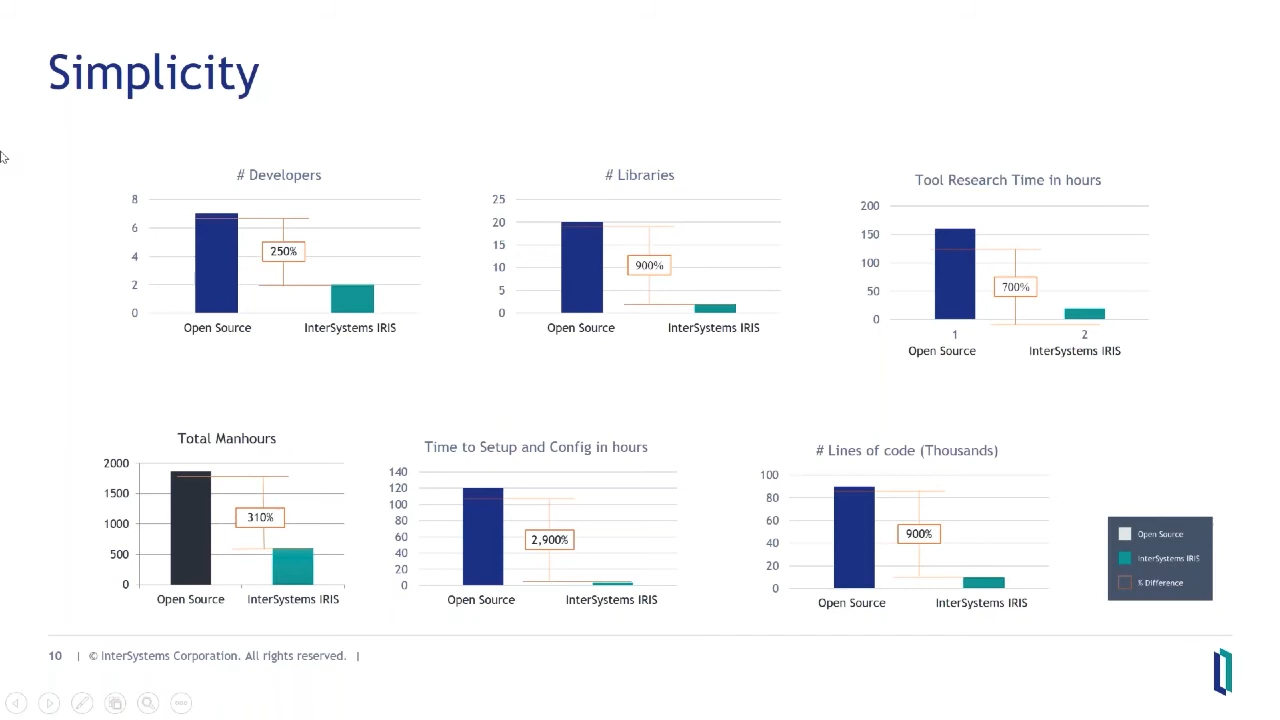 Simplicity
# Developers
8
6
4
2
0
250%
Open Source InterSystems IRIS
# Libraries
25
20
15
10
5
0
900%
Open Source InterSystems IRIS
Tool Research Time in hours
200
150
100
50
0
700%
1 2
Open Source InterSystems IRIS
Total Manhours
2000
1500
1000
500
0
310%
Open Source InterSystems IRIS
Time to Setup and Config in hours
140
120
100
80
60
40
20
0
2,900%
Open Source InterSystems IRIS
# Lines of code (Thousands)
100
80
60
40
20
0
900%
Open Source InterSystems IRIS
Open Source
InterSystems IRIS
% Difference
10 | © InterSystems Corporation. All rights reserved. |